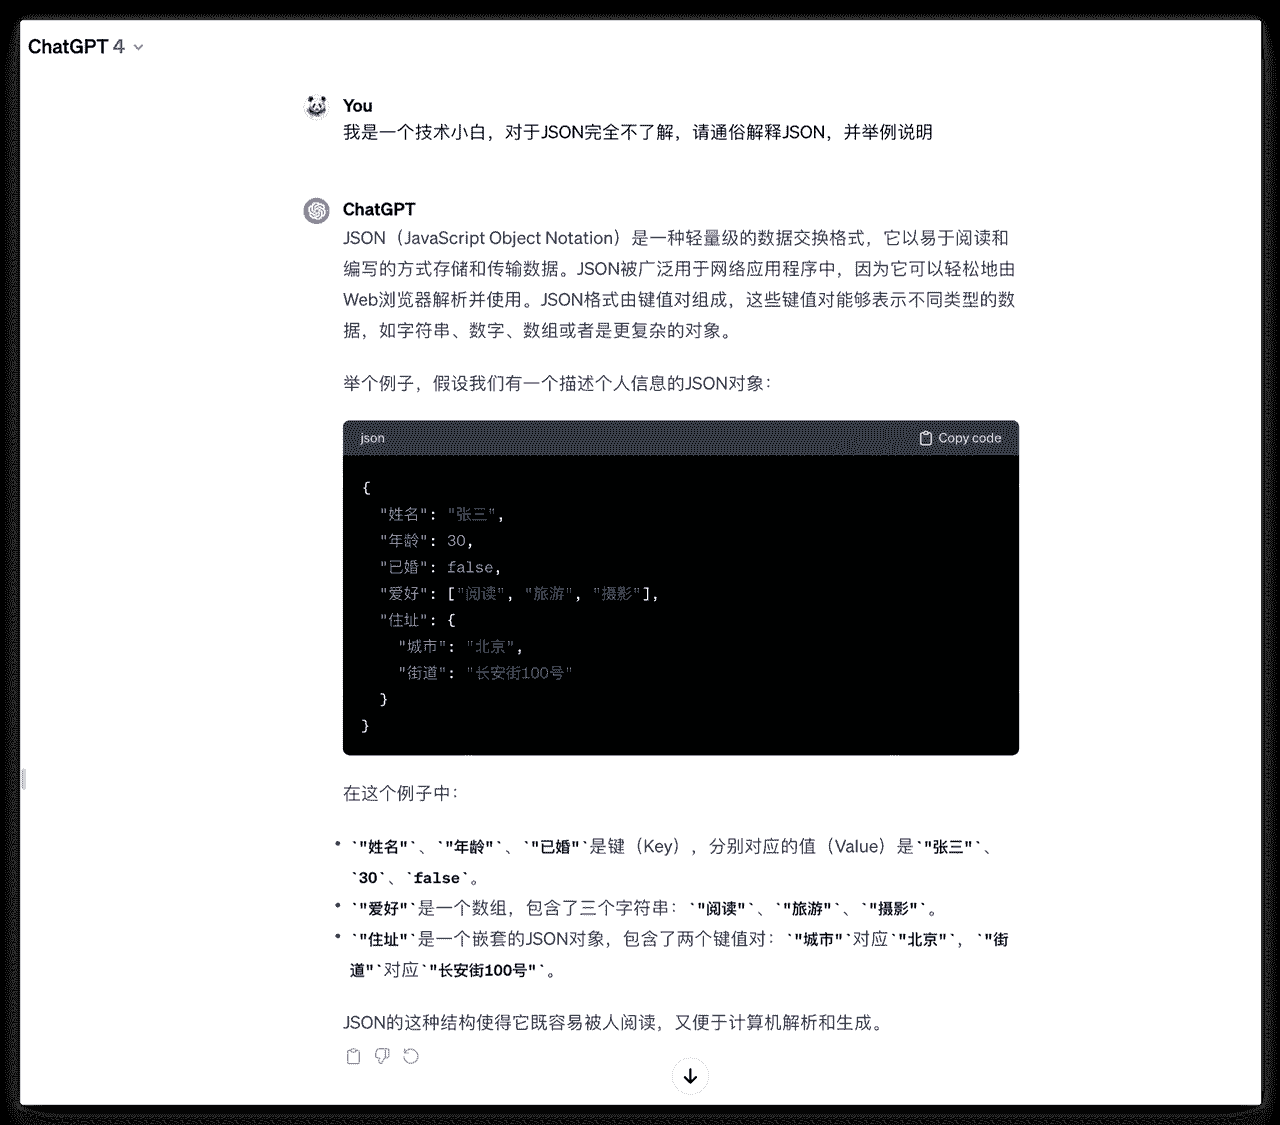 ChatGPT 4
You
我是一个技术小白，对于JSON完全不了解，请通俗解释JSON，并举例说明
ChatGPT
JSON（JavaScript Object Notation）是一种轻量级的数据交换格式，它以易于阅读和
编写的方式存储和传输数据。JSON被广泛用于网络应用程序中，因为它可以轻松地由
Web浏览器解析并使用。JSON格式由键值对组成，这些键值对能够表示不同类型的数
据，如字符串、数字、数组或者是更复杂的对象。
举个例子，假设我们有一个描述个人信息的JSON对象：
json Copy code
{
"姓名": "张三",
"年龄": 30,
"已婚": false,
"爱好": ["阅读", "旅游", "摄影"],
"住址": {
"城市": "北京",
"街道": "长安街100号"
}
}
在这个例子中：
• `"姓名"`、`"年龄"`、`"已婚"`是键（Key），分别对应的值（Value）是`"张三"`、
`30`、`false`。
• `"爱好"`是一个数组，包含了三个字符串：`"阅读"`、`"旅游"`、`"摄影"`。
• `"住址"`是一个嵌套的JSON对象，包含了两个键值对：`"城市"`对应`"北京"`，`"街
道"`对应`"长安街100号"`。
JSON的这种结构使得它既容易被人阅读，又便于计算机解析和生成。